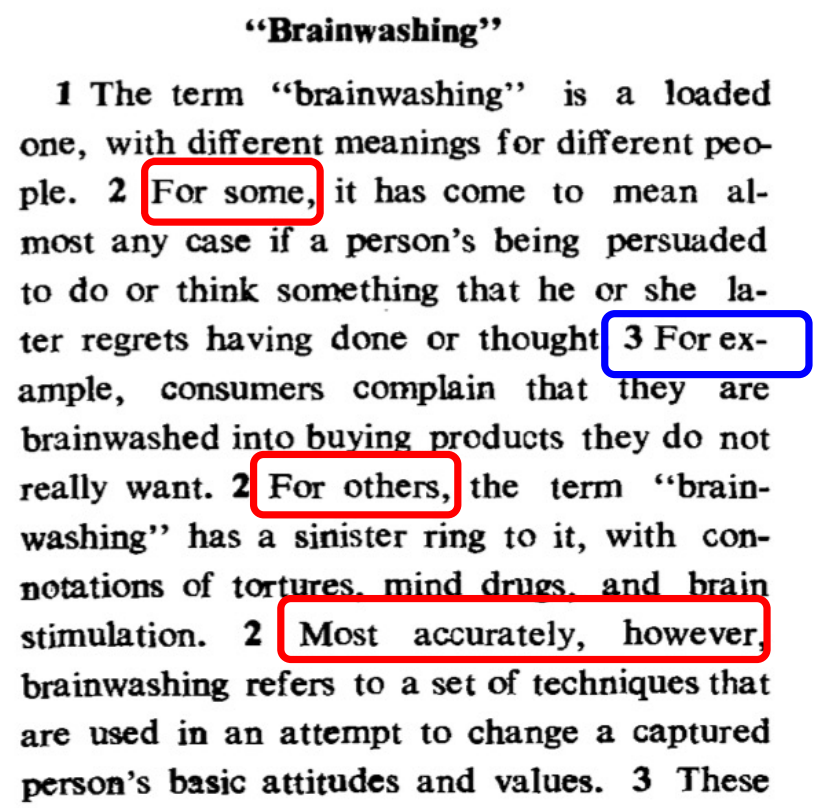 “Brainwashing”
1 The term “brainwashing” is a loaded
one, with different meanings for different peo-
ple. 2 For some, it has come to mean al-
most any case if a person's being persuaded
to do or think something that he or she la-
ter regrets having done or thought 3 For ex-
ample, consumers complain that they are
brainwashed into buying products they do not
really want. 2 For others, the term “brain-
washing” has a sinister ring to it, with con-
notations of tortures, mind drugs, and brain
stimulation. 2 Most accurately, however,
brainwashing refers to a set of techniques that
are used in an attempt to change a captured
person's basic attitudes and values. 3 These